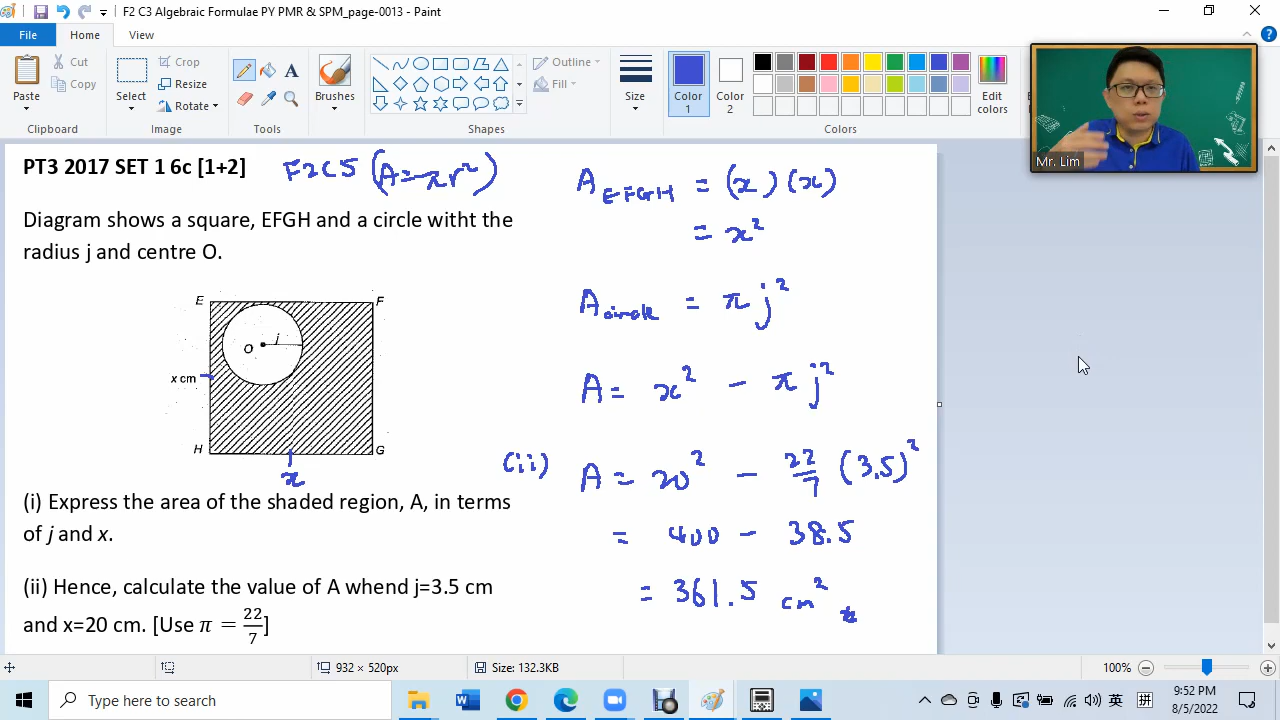 F2 C3 Algebraic Formulae PY PMR & SPM_page-0013 - Paint
File Home View
Paste
Cut
Copy
Clipboard
Select
Crop
Resize
Rotate
Image
Tools
Brushes
Shapes
Outline
Fill
Size
Color 1
Color 2
Colors
Edit colors
Mr. Lim
PT3 2017 SET 1 6c [1+2]
F2C5 (A=πr²)
Diagram shows a square, EFGH and a circle witht the
radius j and centre O.
E F
O j
x cm
H G
x
(i) Express the area of the shaded region, A, in terms
of j and x.
(ii) Hence, calculate the value of A whend j=3.5 cm
and x=20 cm. [Use π = 22/7]
A EFGH = (x)(x)
= x²
A circle = πj²
A = x² - πj²
(ii) A = 20² - 22/7 (3.5)²
= 400 - 38.5
= 361.5 cm²
932 × 520px
Size: 132.3KB
100%
Type here to search
英 拼
9:52 PM
8/5/2022